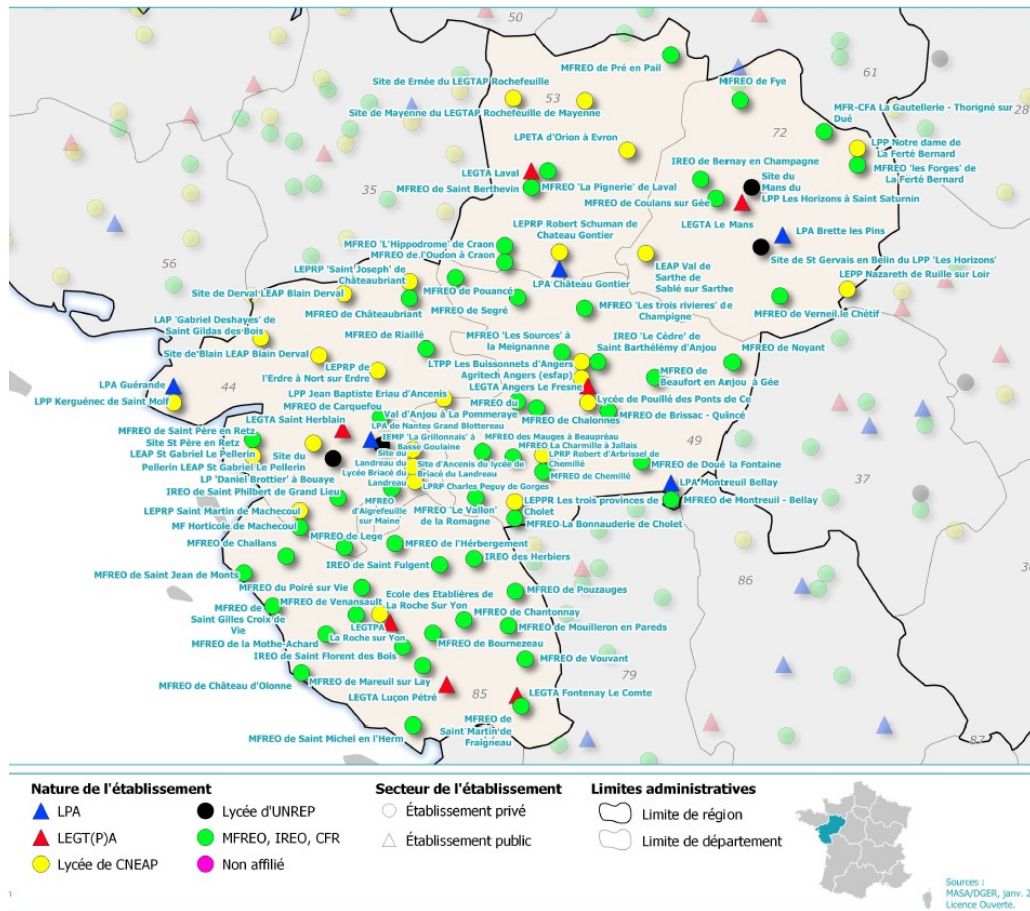 50
MFREO de Pré en Pail
61
MFREO de Fye
Site de Ernée du LEGTAP Rochefeuille
53
28
MFR-CFA La Gautellerie - Thorigné sur
Dué
Site de Mayenne du LEGTAP Rochefeuille de Mayenne
72
LPP Notre dame de
La Ferté Bernard
LPETA d'Orion à Evron
IREO de Bernay en Champagne
MFREO 'les Forges' de
La Ferté Bernard
LEGTA Laval
Site du
Mans du
LPP Les Horizons à Saint Saturnin
35
MFREO de Saint Berthevin
MFREO 'La Pignerie' de Laval
MFREO de Coulans sur Gée
LEGTA Le Mans
LEPRP Robert Schuman de
Chateau Gontier
LPA Brette les Pins
MFREO 'L'Hippodrome' de Craon
MFREO de l'Oudon à Craon
Site de St Gervais en Belin du LPP 'Les Horizons'
56
LEPRP 'Saint Joseph' de
Châteaubriant
LEAP Val de
Sarthe de
Sablé sur Sarthe
LEPP Nazareth de Ruille sur Loir
MFREO de Pouancé
LPA Château Gontier
Site de Derval LEAP Blain Derval
MFREO de Châteaubriant
MFREO de Segré
MFREO 'Les trois rivieres' de
Champigne
MFREO de Verneil le Chétif
LAP 'Gabriel Deshayes' de
Saint Gildas des Bois
MFREO de Riaillé
MFREO 'Les Sources' à
la Meignanne
IREO 'Le Cèdre' de
Saint Barthélémy d'Anjou
MFREO de Noyant
Site de Blain LEAP Blain Derval
LEPRP de
l'Erdre à Nort sur Erdre
LTPP Les Buissonnets d'Angers
Agritech Angers (esfap)
LEGTA Angers Le Fresne
MFREO de
Beaufort en Anjou à Gée
LPA Guérande
44
LPP Kerguénec de Saint Molf
LPP Jean Baptiste Eriau d'Ancenis
Lycée de Pouillé des Ponts de Ce
MFREO de Carquefou
MFREO du
Val d'Anjou à La Pommeraye
MFREO de Chalonnes
MFREO de Brissac - Quincé
LEGTA Saint Herblain
LPA de Nantes Grand Blottereau
MFREO de Saint Père en Retz
IEMP 'La Grillonnais' à
Basse Goulaine
MFREO des Mauges à Beaupréau
49
Site St Père en Retz
LEAP St Gabriel Le Pellerin
MFREO La Charmille à Jallais
LPRP Robert d'Arbrissel de
Chemillé
Site du
Pellerin LEAP St Gabriel Le Pellerin
Site du
Landreau du
Lycée Briacé du
Landreau
Site d'Ancenis du lycée de
Briacé du Landreau
MFREO de Doué la Fontaine
MFREO de Chemillé
37
LP 'Daniel Brottier' à Bouaye
LPRP Charles Peguy de Gorges
LPA Montreuil Bellay
IREO de Saint Philbert de Grand Lieu
MFREO
d'Aigrefeuille
sur Maine
MFREO 'Le Vallon'
de la Romagne
LEPPR Les trois provinces de
Cholet
MFREO de Montreuil - Bellay
LEPRP Saint Martin de Machecoul
MF Horticole de Machecoul
MFREO La Bonnauderie de Cholet
MFREO de Lege
MFREO de l'Hérbergement
MFREO de Challans
IREO des Herbiers
IREO de Saint Fulgent
MFREO de Saint Jean de Monts
86
MFREO du Poiré sur Vie
Ecole des Etablières de
La Roche Sur Yon
MFREO de Pouzauges
MFREO de
Saint Gilles Croix de
Vie
MFREO de Venansault
MFREO de Chantonnay
LEGTPA
La Roche sur Yon
MFREO de Mouilleron en Pareds
MFREO de la Mothe-Achard
MFREO de Bournezeau
IREO de Saint Florent des Bois
MFREO de Vouvant
79
MFREO de Château d'Olonne
MFREO de Mareuil sur Lay
LEGTA Luçon Pétré
85
LEGTA Fontenay Le Comte
MFREO de
Saint Martin de
Fraigneau
MFREO de Saint Michel en l'Herm
87
Nature de l'établissement
LPA
LEGT(P)A
Lycée de CNEAP
Lycée d'UNREP
MFREO, IREO, CFR
Non affilié
Secteur de l'établissement
Établissement privé
Établissement public
Limites administratives
Limite de région
Limite de département
Sources :
MASA/DGER, janv. 2
Licence Ouverte.